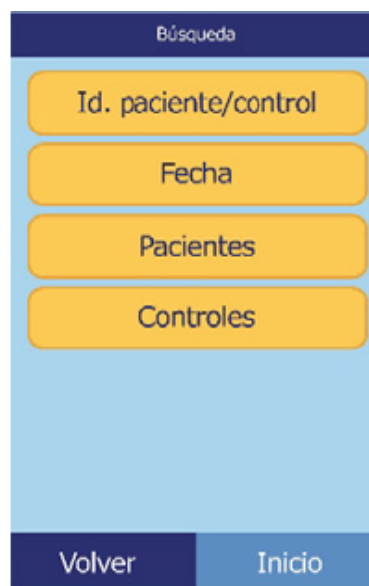 Búsqueda
Id. paciente/control
Fecha
Pacientes
Controles
Volver
Inicio